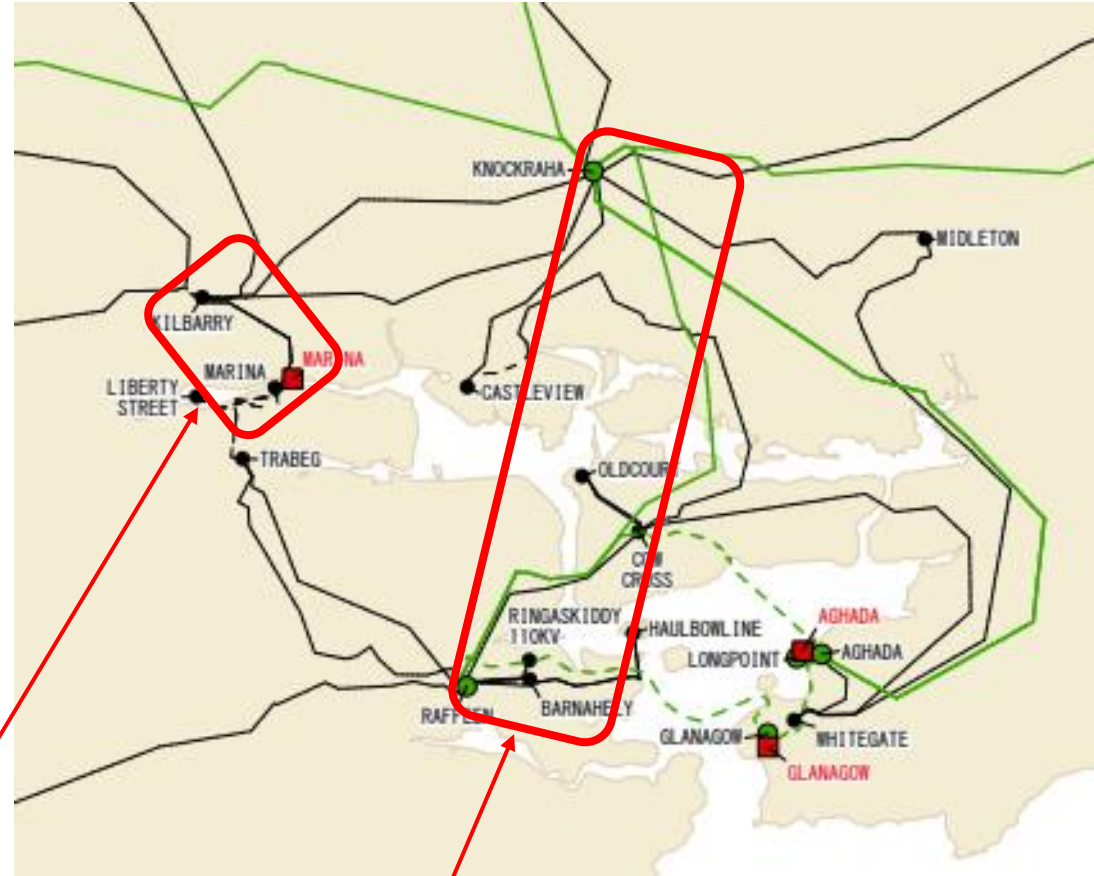 KNOCKRAHA
MIDLETON
KILBARRY
MARINA
MARINA
LIBERTY
STREET
CASTLEVIEW
TRABEG
OLDCOURT
COW
CROSS
RINGASKIDDY
110KV
HAULBOWLINE
AGHADA
LONGPOINT
AGHADA
RAFFEEN
BARNAHELY
GLANAGOW
WHITEGATE
GLANAGOW